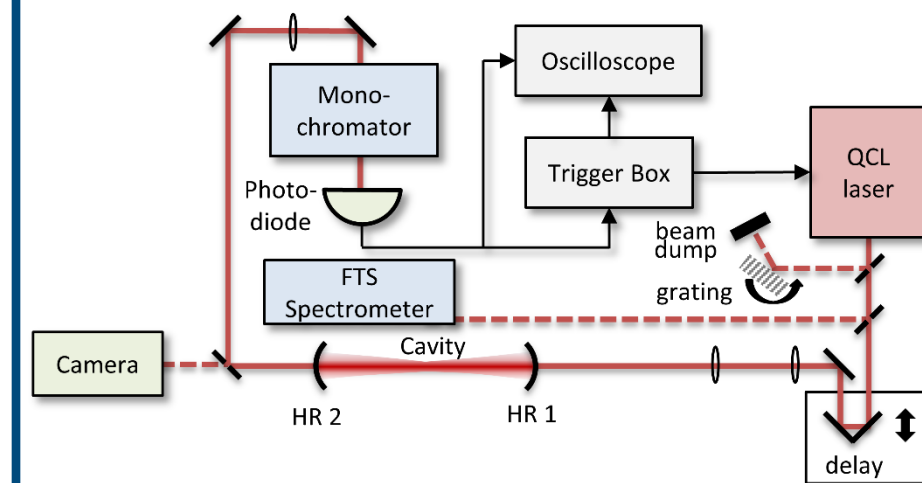 Oscilloscope
Mono-
chromator
QCL
laser
Trigger Box
Photo-
diode
beam
dump
grating
FTS
Spectrometer
Cavity
Camera
HR 2
HR 1
delay